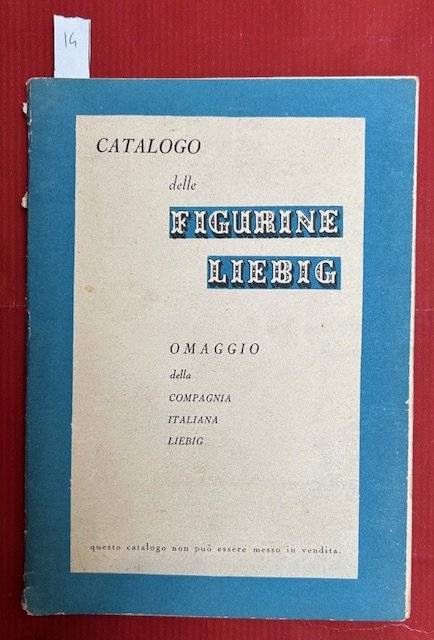 14
CATALOGO
delle
FIGURINE
LIEBIG
OMAGGIO
della
COMPAGNIA
ITALIANA
LIEBIG
questo catalogo non può essere messo in vendita.